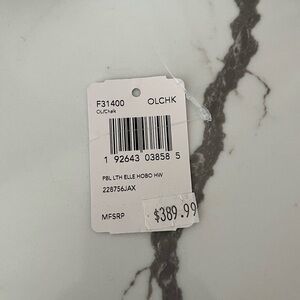 F31400 OLCHK
OL/Chalk
1 92643 03858 5
PBL LTH ELLE HOBO HW
228756JAX
MFSRP $389.99